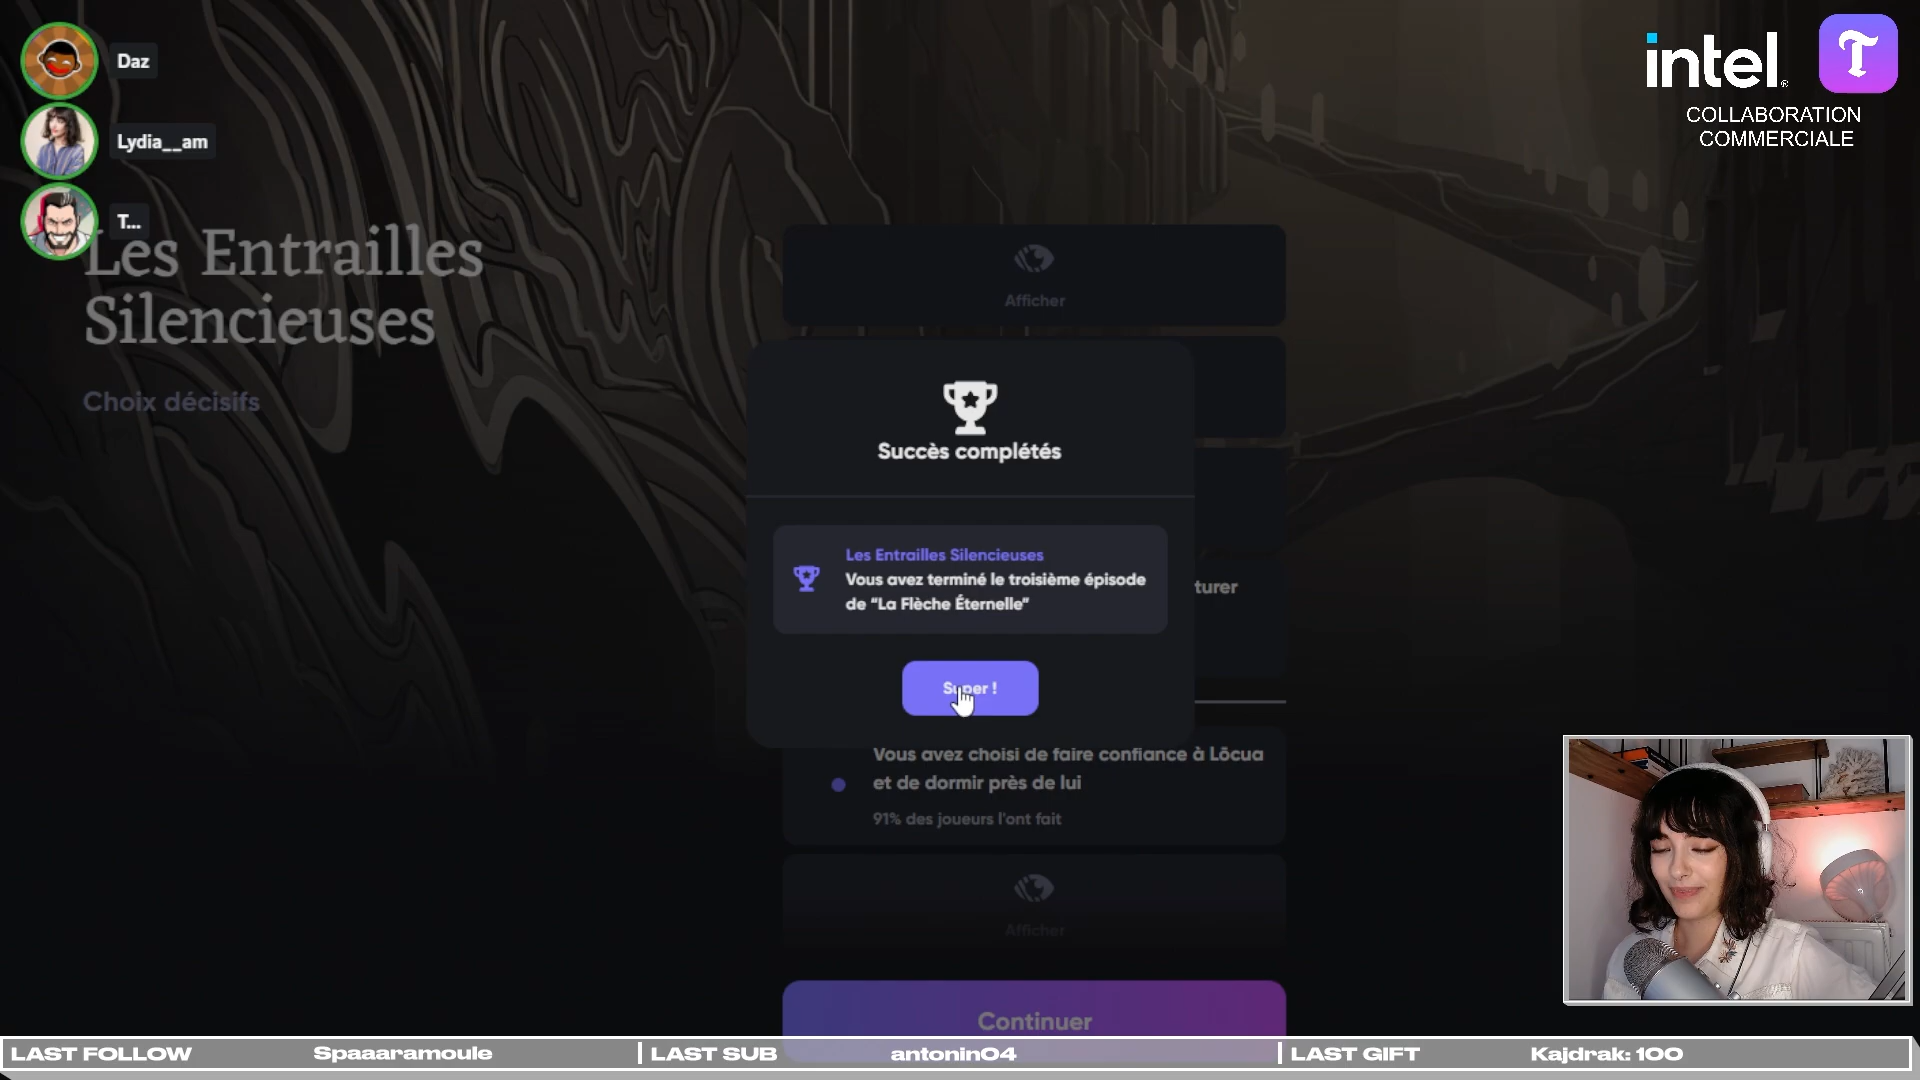 Daz
Lydia__am
T...
intel
COLLABORATION
COMMERCIALE
Les Entrailles
Silencieuses
Choix décisifs
Afficher
Succès complétés
Les Entrailles Silencieuses
Vous avez terminé le troisième épisode
de “La Flèche Éternelle”
turer
Super !
Vous avez choisi de faire confiance à Lōcua
et de dormir près de lui
91% des joueurs l'ont fait
Afficher
Continuer
LAST FOLLOW Spaaaramoule LAST SUB antonin04 LAST GIFT Kajdrak: 100